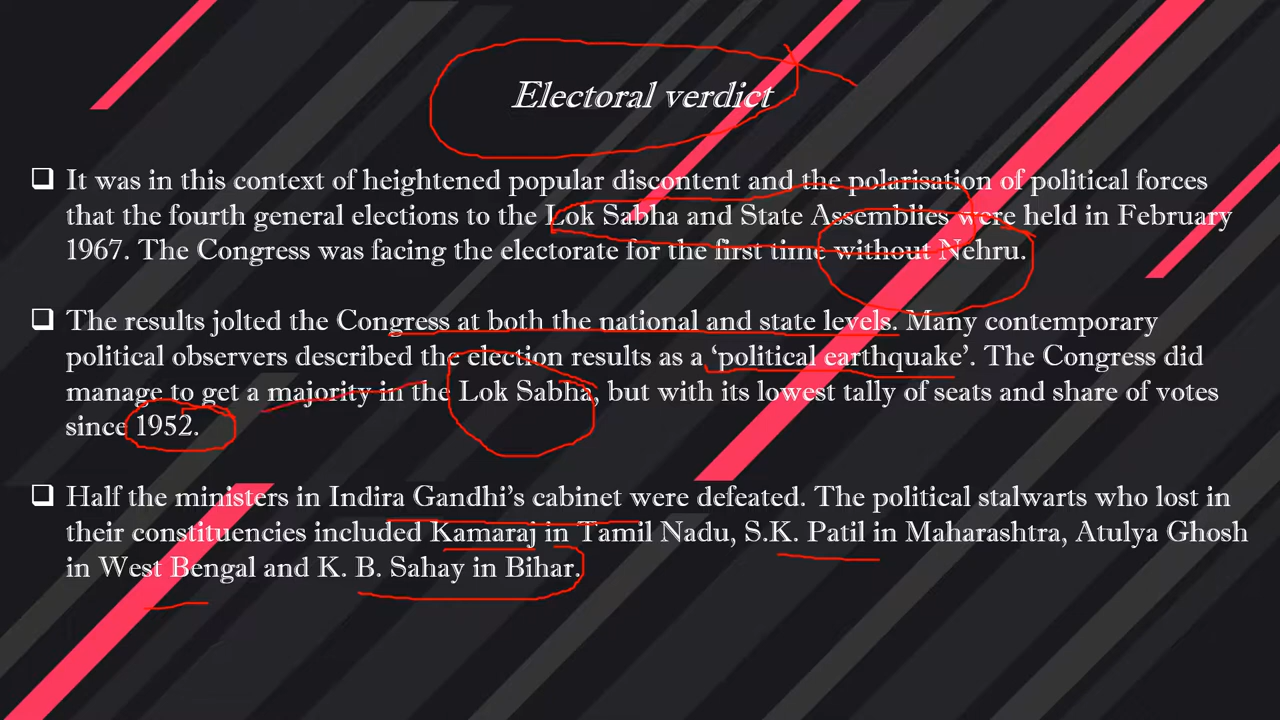 Electoral verdict
❑ It was in this context of heightened popular discontent and the polarisation of political forces
that the fourth general elections to the Lok Sabha and State Assemblies were held in February
1967. The Congress was facing the electorate for the first time without Nehru.
❑ The results jolted the Congress at both the national and state levels. Many contemporary
political observers described the election results as a ‘political earthquake’. The Congress did
manage to get a majority in the Lok Sabha, but with its lowest tally of seats and share of votes
since 1952.
❑ Half the ministers in Indira Gandhi’s cabinet were defeated. The political stalwarts who lost in
their constituencies included Kamaraj in Tamil Nadu, S.K. Patil in Maharashtra, Atulya Ghosh
in West Bengal and K. B. Sahay in Bihar.